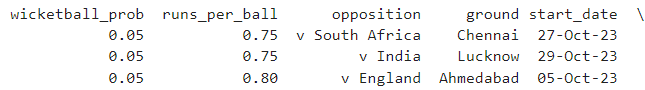 wicketball_prob runs_per_ball opposition ground start_date \
0.05 0.75 v South Africa Chennai 27-Oct-23
0.05 0.75 v India Lucknow 29-Oct-23
0.05 0.80 v England Ahmedabad 05-Oct-23